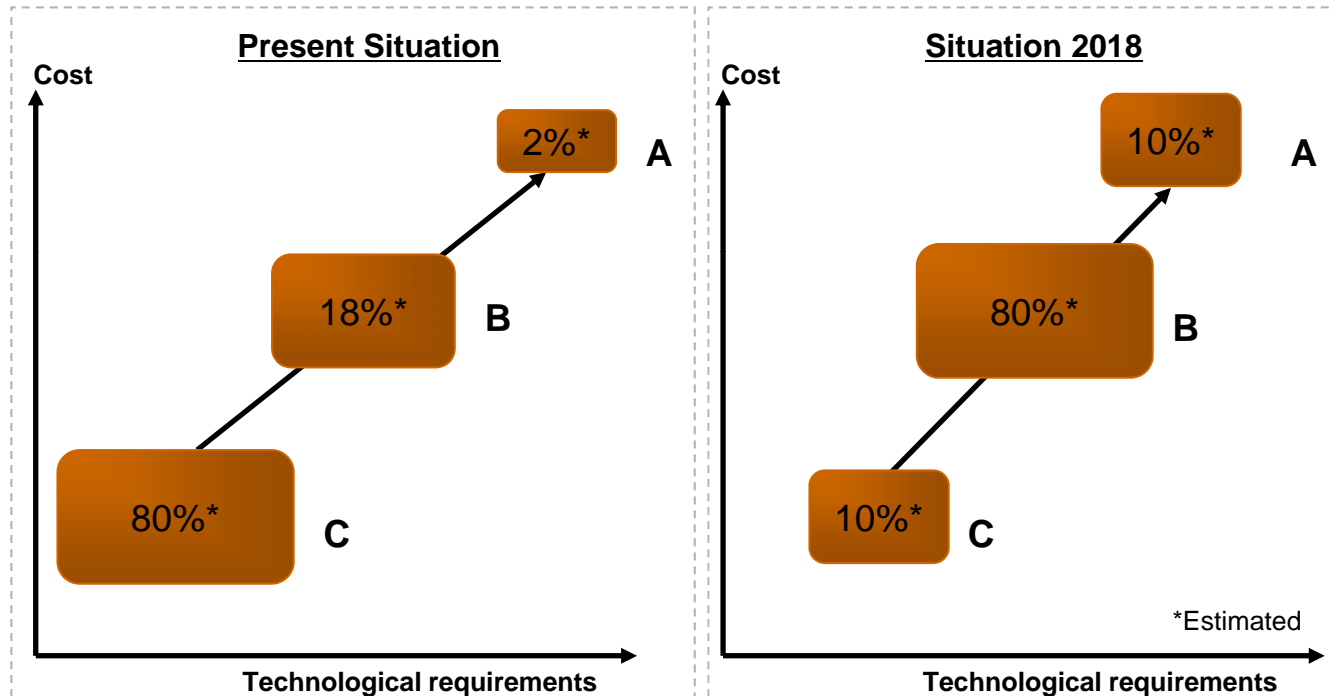 Present Situation
Cost
2%*
A
18%*
B
80%*
C
Technological requirements
Situation 2018
Cost
10%*
A
80%*
B
10%*
C
*Estimated
Technological requirements